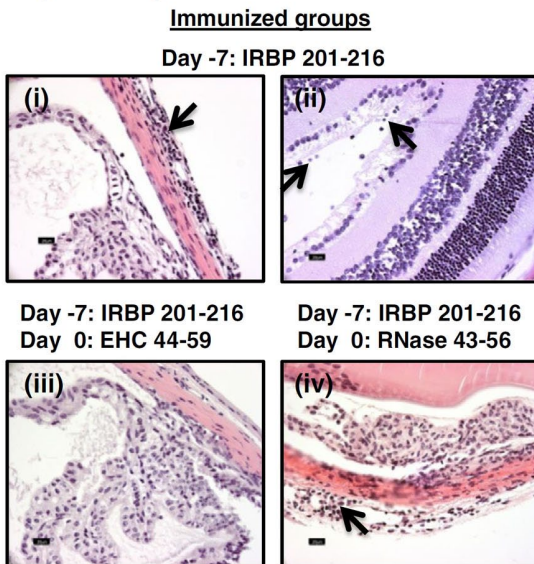 Immunized groups
Day -7: IRBP 201-216
(i)
(ii)
Day -7: IRBP 201-216
Day 0: EHC 44-59
Day -7: IRBP 201-216
Day 0: RNase 43-56
(iii)
(iv)